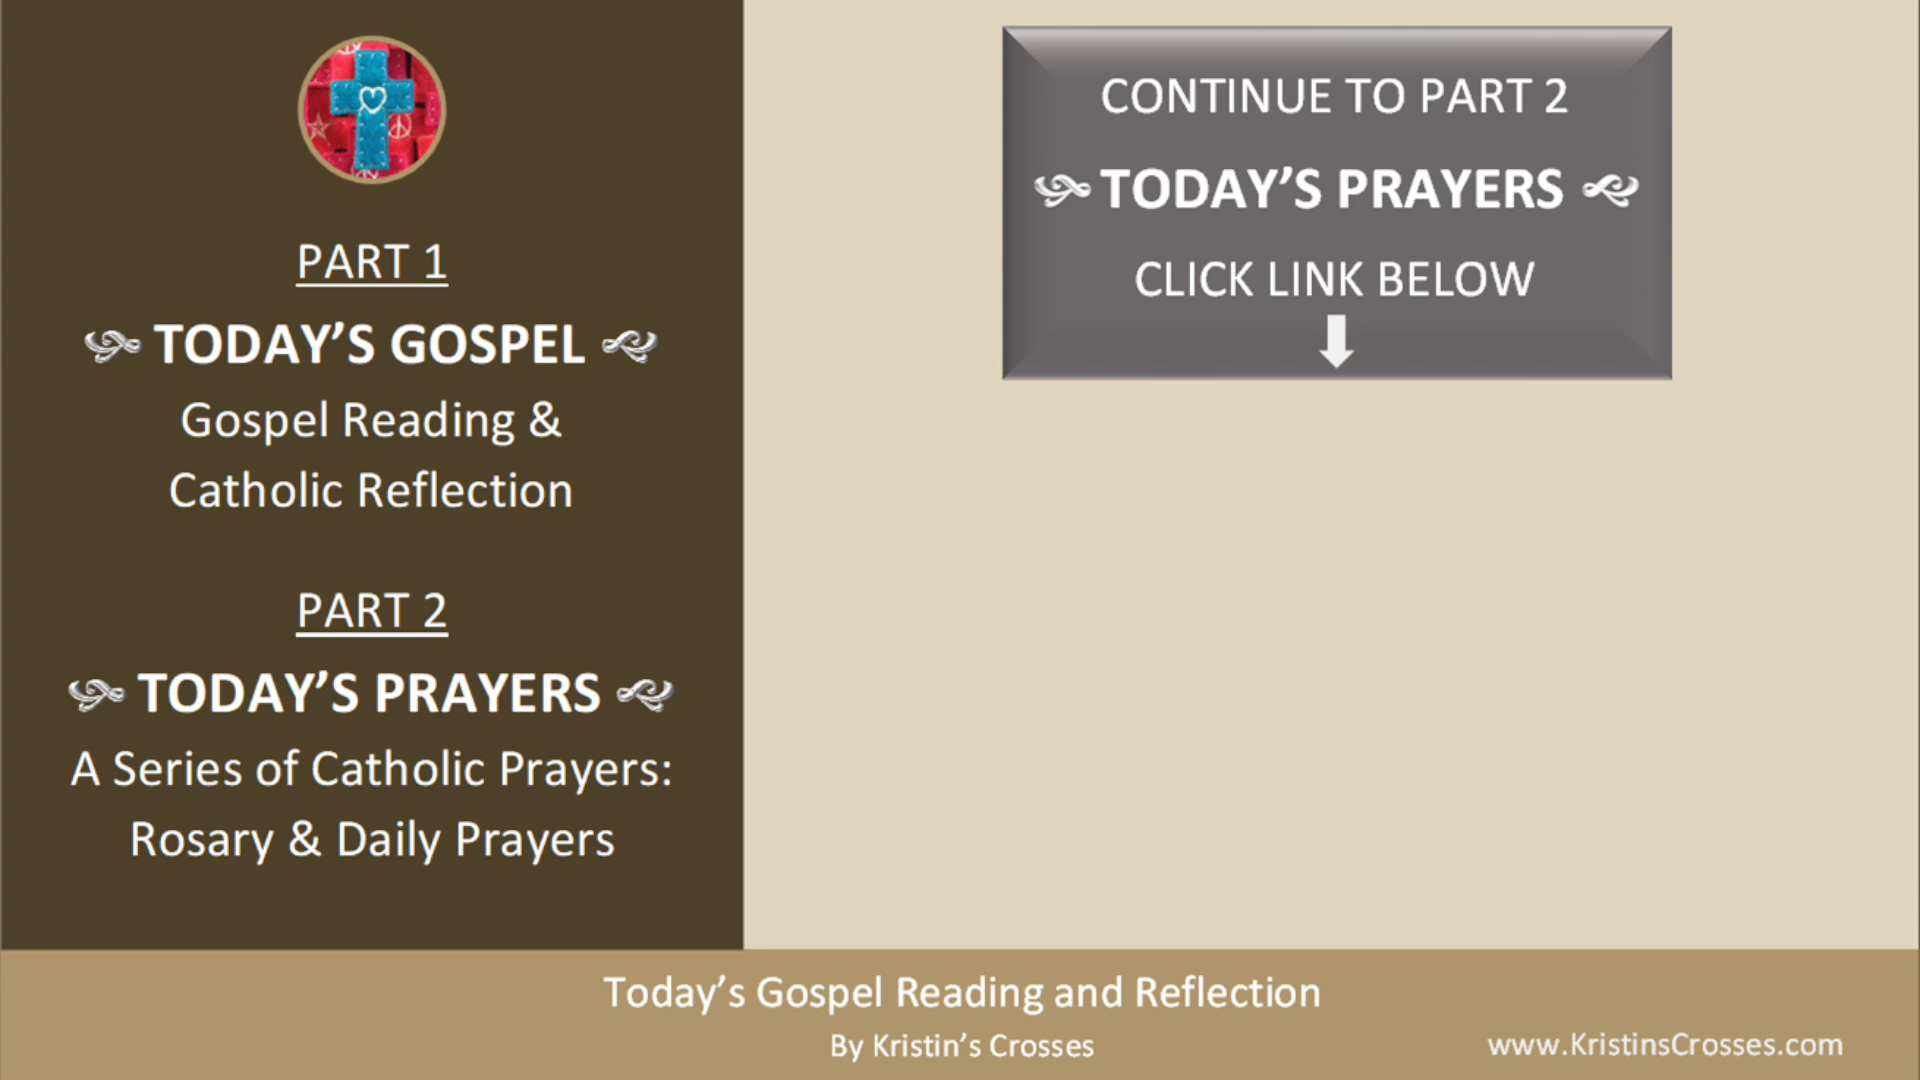 PART 1
TODAY’S GOSPEL
Gospel Reading &
Catholic Reflection
PART 2
TODAY’S PRAYERS
A Series of Catholic Prayers:
Rosary & Daily Prayers
CONTINUE TO PART 2
TODAY’S PRAYERS
CLICK LINK BELOW
Today’s Gospel Reading and Reflection
By Kristin’s Crosses
www.KristinsCrosses.com